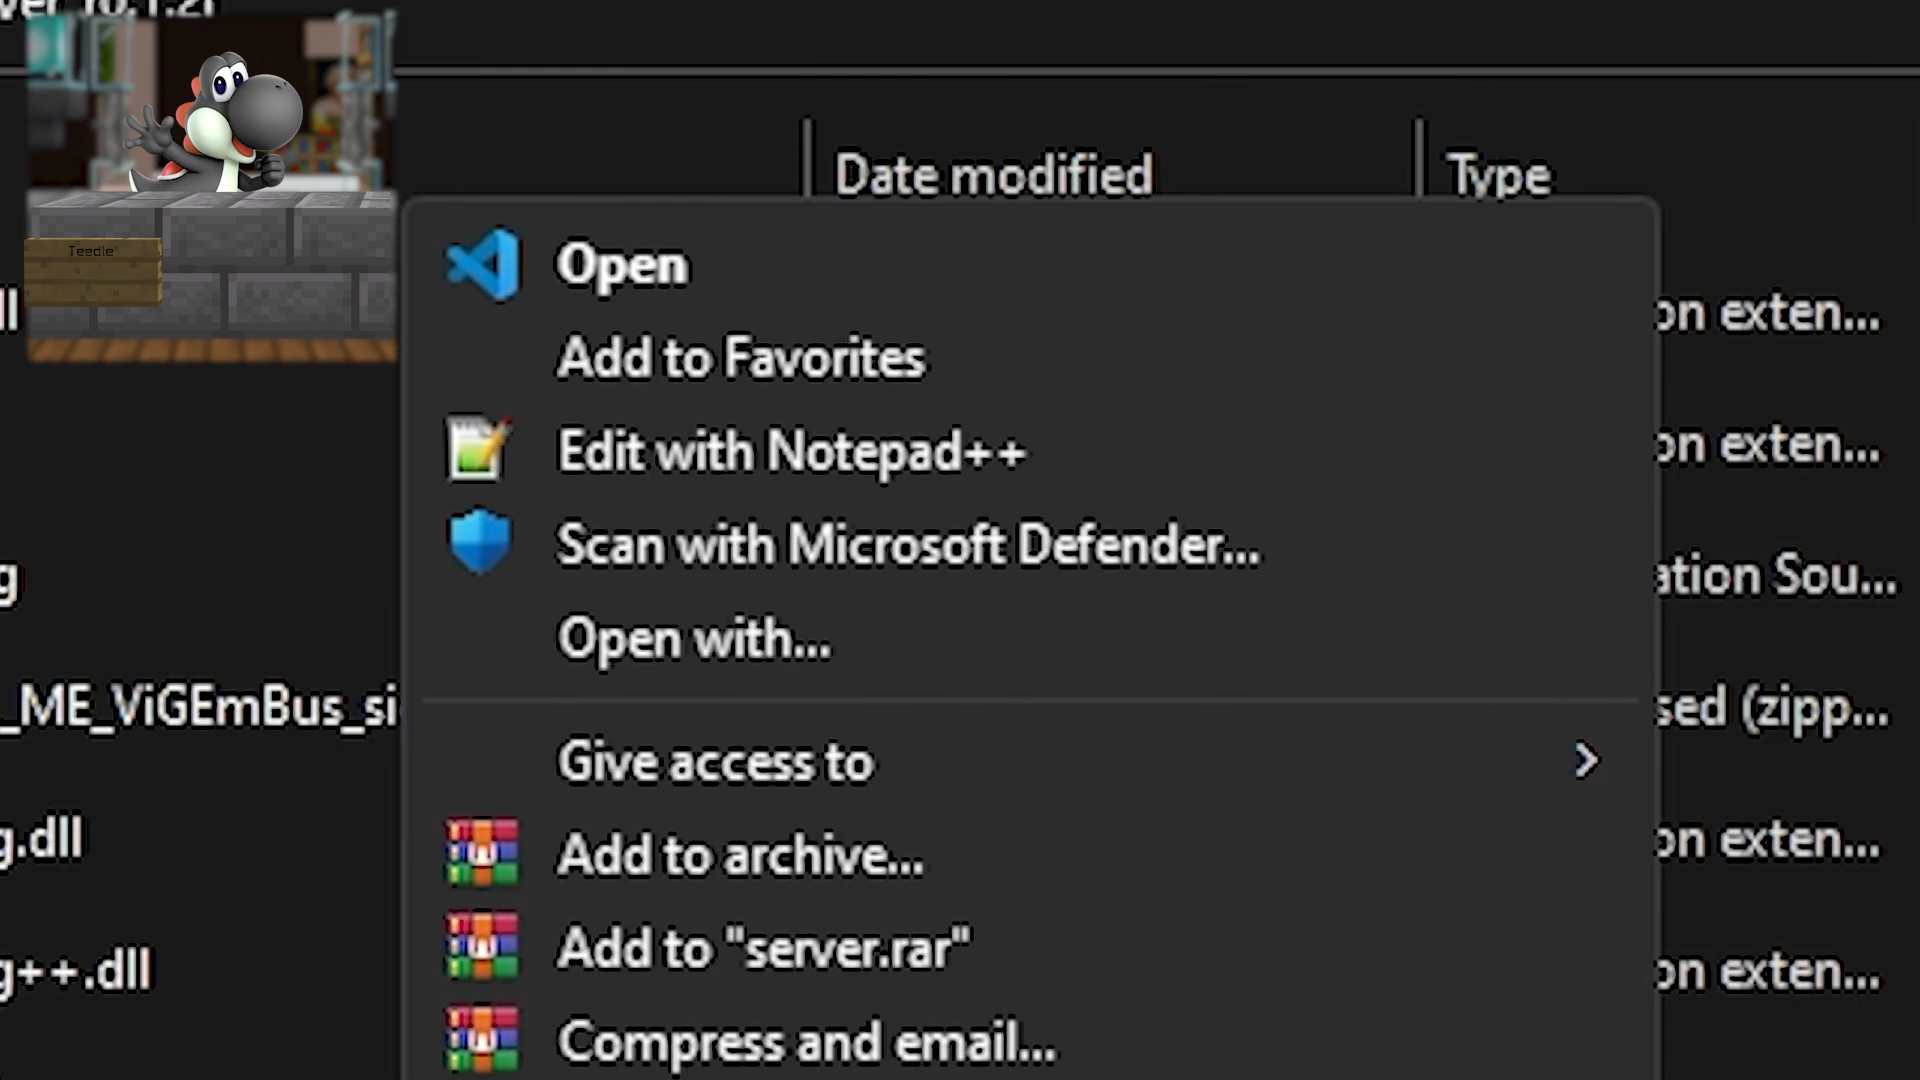 Date modified
Type
Teedle
Open
Add to Favorites
Edit with Notepad++
Scan with Microsoft Defender...
Open with...
Give access to
Add to archive...
Add to "server.rar"
Compress and email...
ll
g
_ME_ViGEmBus_si
g.dll
g++.dll
on exten...
on exten...
ation Sou...
sed (zipp...
on exten...
on exten...